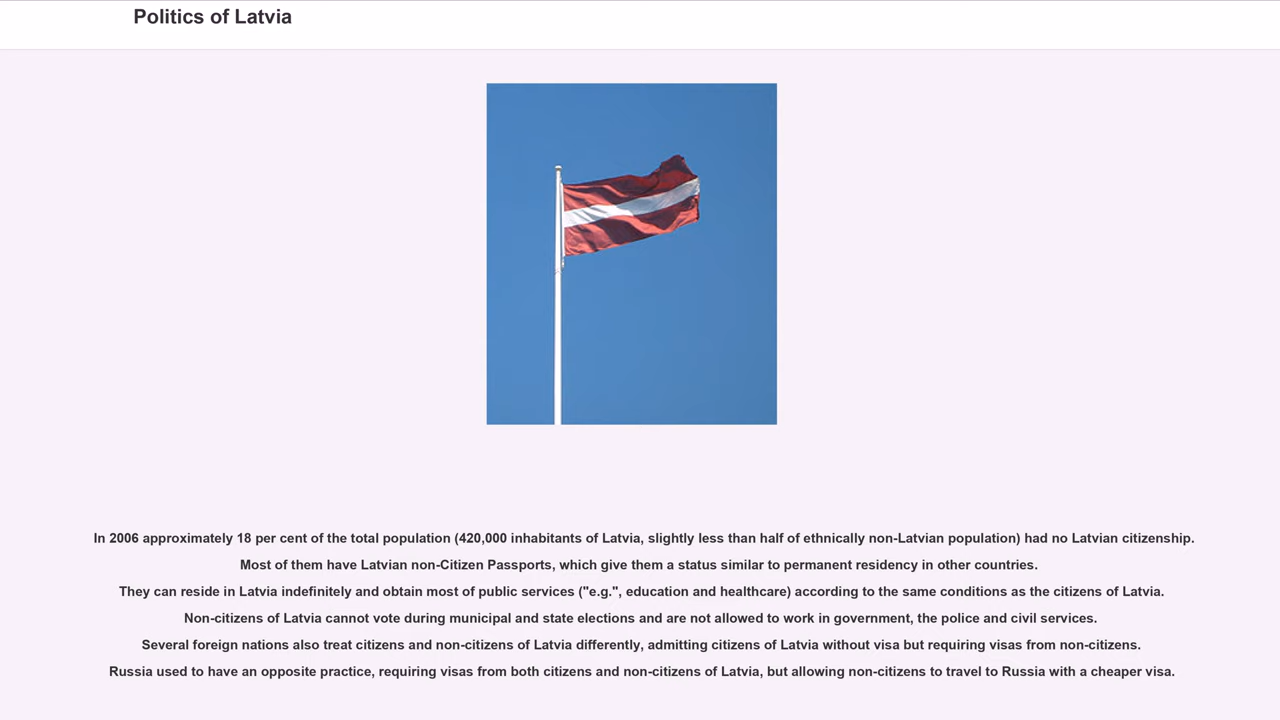 Politics of Latvia
In 2006 approximately 18 per cent of the total population (420,000 inhabitants of Latvia, slightly less than half of ethnically non-Latvian population) had no Latvian citizenship.
Most of them have Latvian non-Citizen Passports, which give them a status similar to permanent residency in other countries.
They can reside in Latvia indefinitely and obtain most of public services ("e.g.", education and healthcare) according to the same conditions as the citizens of Latvia.
Non-citizens of Latvia cannot vote during municipal and state elections and are not allowed to work in government, the police and civil services.
Several foreign nations also treat citizens and non-citizens of Latvia differently, admitting citizens of Latvia without visa but requiring visas from non-citizens.
Russia used to have an opposite practice, requiring visas from both citizens and non-citizens of Latvia, but allowing non-citizens to travel to Russia with a cheaper visa.